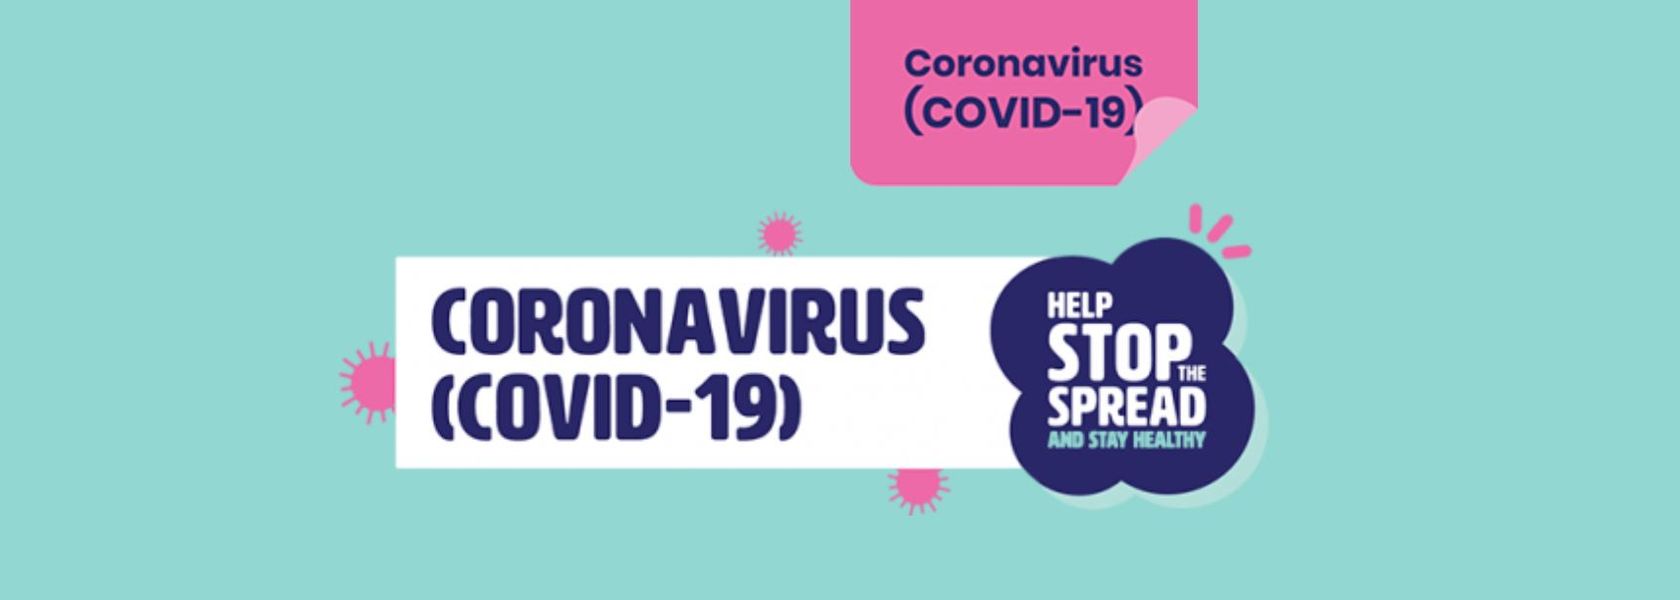 Coronavirus
(COVID-19)
CORONAVIRUS
(COVID-19)
HELP
STOP THE
SPREAD
AND STAY HEALTHY